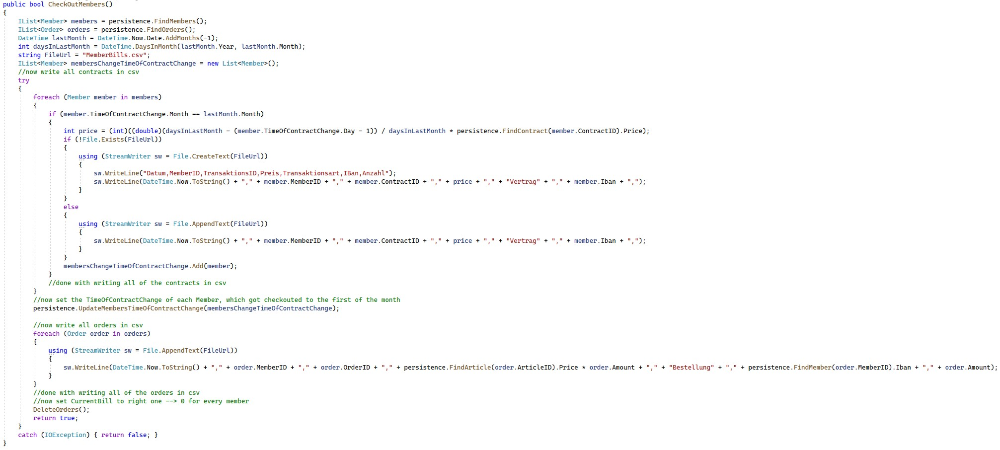 public bool CheckOutMembers()
{
    IList<Member> members = persistence.FindMembers();
    IList<Order> orders = persistence.FindOrders();
    DateTime lastMonth = DateTime.Now.Date.AddMonths(-1);
    int daysInLastMonth = DateTime.DaysInMonth(lastMonth.Year, lastMonth.Month);
    string FileUrl = "MemberBills.csv";
    IList<Member> membersChangeTimeOfContractChange = new List<Member>();
    //now write all contracts in csv
    try
    {
        foreach (Member member in members)
        {
            if (member.TimeOfContractChange.Month == lastMonth.Month)
            {
                int price = (int)((double)(daysInLastMonth - (member.TimeOfContractChange.Day - 1)) / daysInLastMonth * persistence.FindContract(member.ContractID).Price);
                if (!File.Exists(FileUrl))
                {
                    using (StreamWriter sw = File.CreateText(FileUrl))
                    {
                        sw.WriteLine("Datum,MemberID,TransaktionsID,Preis,Transaktionsart,IBan,Anzahl");
                        sw.WriteLine(DateTime.Now.ToString() + "," + member.MemberID + "," + member.ContractID + "," + price + "," + "Vertrag" + "," + member.Iban + ",");
                    }
                }
                else
                {
                    using (StreamWriter sw = File.AppendText(FileUrl))
                    {
                        sw.WriteLine(DateTime.Now.ToString() + "," + member.MemberID + "," + member.ContractID + "," + price + "," + "Vertrag" + "," + member.Iban + ",");
                    }
                }
                membersChangeTimeOfContractChange.Add(member);
            }
            //done with writing all of the contracts in csv
        }
        //now set the TimeOfContractChange of each Member, which got checkouted to the first of the month
        persistence.UpdateMembersTimeOfContractChange(membersChangeTimeOfContractChange);

        //now write all orders in csv
        foreach (Order order in orders)
        {
            using (StreamWriter sw = File.AppendText(FileUrl))
            {
                sw.WriteLine(DateTime.Now.ToString() + "," + order.MemberID + "," + order.OrderID + "," + persistence.FindArticle(order.ArticleID).Price * order.Amount + "," + "Bestellung" + "," + persistence.FindMember(order.MemberID).Iban + "," + order.Amount);
            }
        }
        //done with writing all of the orders in csv
        //now set CurrentBill to right one --> 0 for every member
        DeleteOrders();
        return true;
    }
    catch (IOException) { return false; }
}